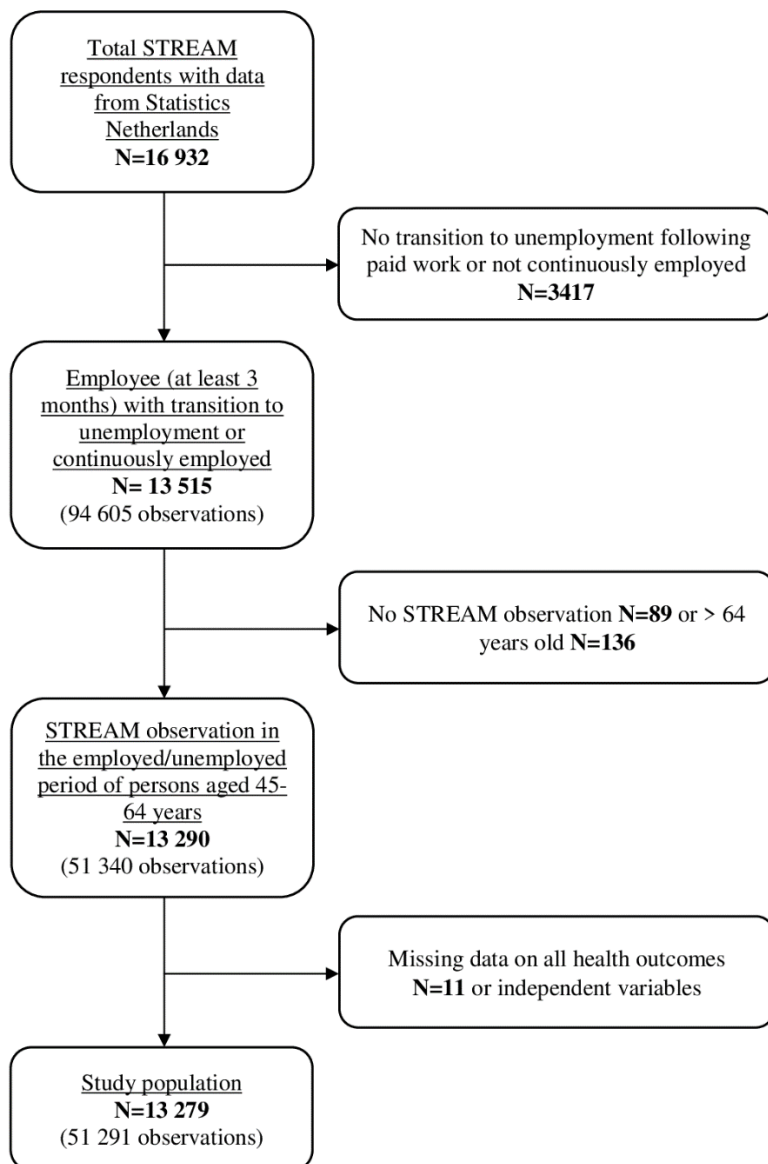 Total STREAM
respondents with data
from Statistics
Netherlands
N=16 932
No transition to unemployment following
paid work or not continuously employed
N=3417
Employee (at least 3
months) with transition to
unemployment or
continuously employed
N= 13 515
(94 605 observations)
No STREAM observation N=89 or > 64
years old N=136
STREAM observation in
the employed/unemployed
period of persons aged 45-
64 years
N=13 290
(51 340 observations)
Missing data on all health outcomes
N=11 or independent variables
Study population
N=13 279
(51 291 observations)